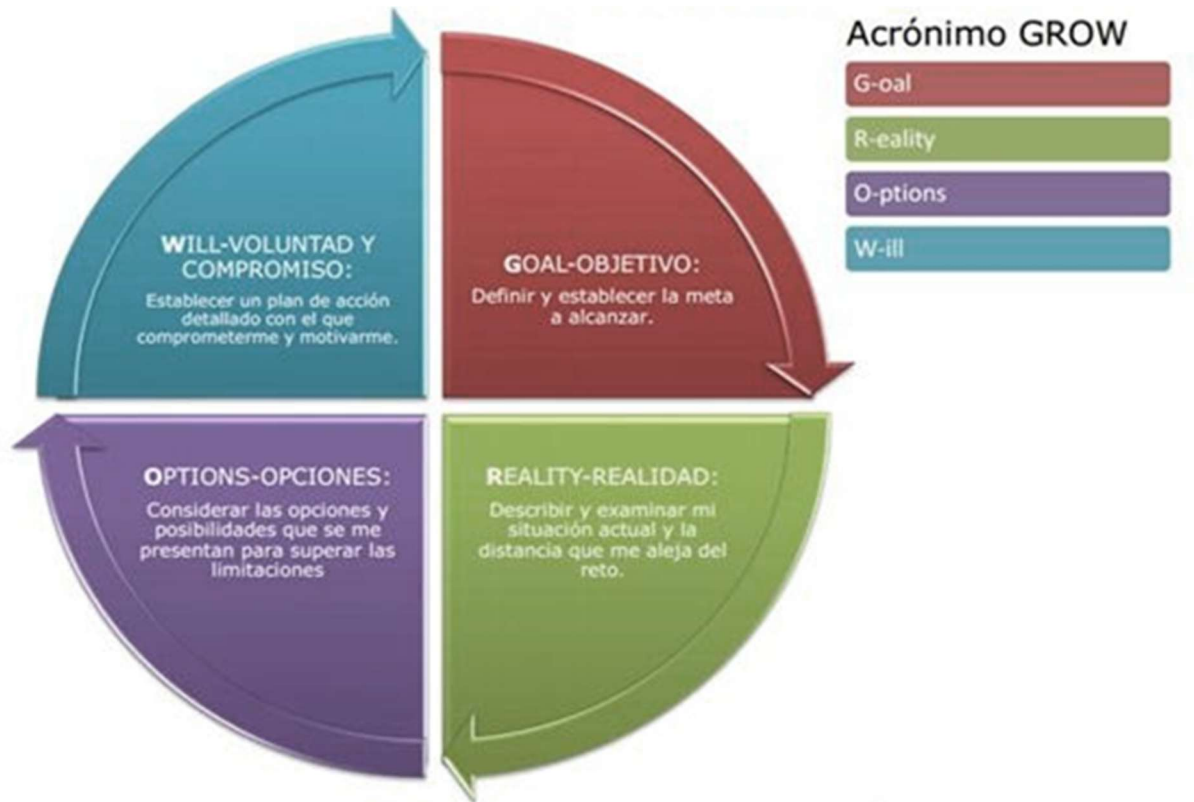 Acrónimo GROW
G-oal
R-eality
O-ptions
W-ill
WILL-VOLUNTAD Y
COMPROMISO:
Establecer un plan de acción
detallado con el que
comprometerme y motivarme.
GOAL-OBJETIVO:
Definir y establecer la meta
a alcanzar.
OPTIONS-OPCIONES:
Considerar las opciones y
posibilidades que se me
presentan para superar las
limitaciones
REALITY-REALIDAD:
Describir y examinar mi
situación actual y la
distancia que me aleja del
reto.